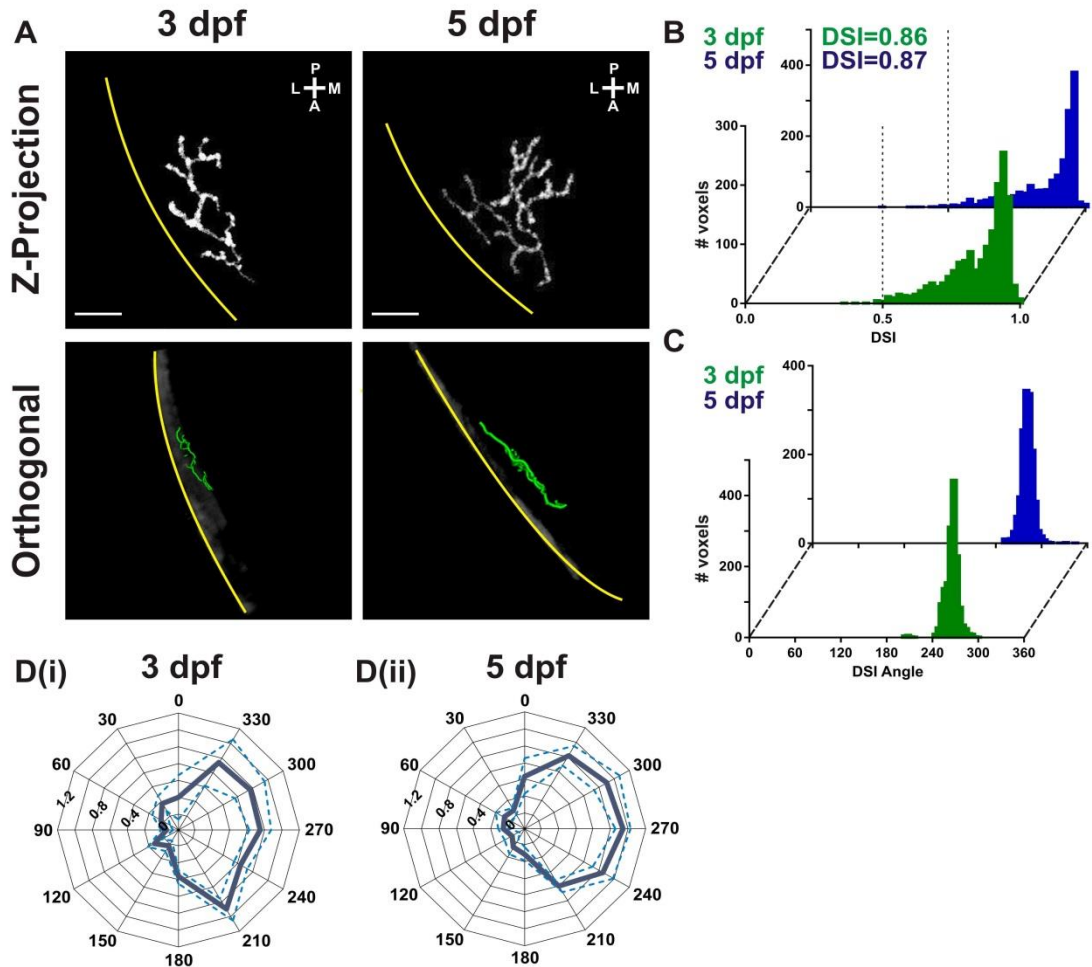 A
3 dpf
5 dpf
Z-Projection
P
L M
A
P
L M
A
Orthogonal
B
3 dpf DSI=0.86
5 dpf DSI=0.87
400
200
0
300
200
100
0
# voxels
0.0 0.5 1.0
DSI
C
3 dpf
5 dpf
400
200
0
400
200
0
# voxels
0 60 120 180 240 300 360
DSI Angle
D(i) 3 dpf
0
30 330
60 300
1.2 0.8 0.4 0
90 270
120 240
150 210
180
D(ii) 5 dpf
0
30 330
60 300
1.2 0.8 0.4 0
90 270
120 240
150 210
180